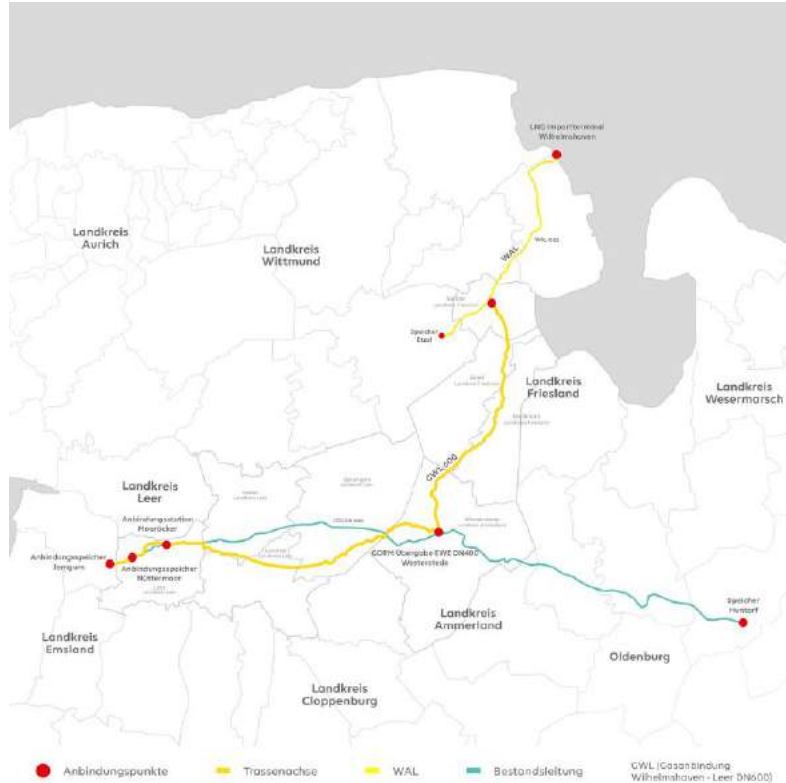 LNG Importterminal
Wilhelmshaven
Landkreis
Aurich
Landkreis
Wittmund
WAL
Speicher
Etzel
Landkreis
Friesland
Landkreis
Wesermarsch
GWL 600
Landkreis
Leer
Anbindungsstation
Anbindungsspeicher
Jemgum
Anbindungsspeicher
Nüttermoor
GDRM Übergabe EWE DN400
Westerstede
Speicher
Huntorf
Landkreis
Emsland
Landkreis
Ammerland
Oldenburg
Landkreis
Cloppenburg
Anbindungspunkte
Trassenachse
WAL
Bestandsleitung
GWL (Gasanbindung
Wilhelmshaven - Leer DN600)